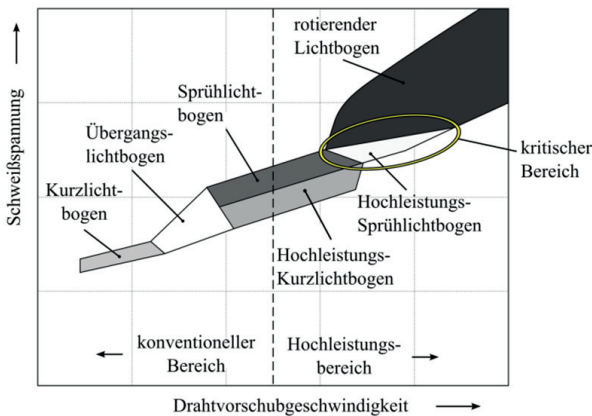 rotierender
Lichtbogen
Sprühlicht-
bogen
Übergangs-
lichtbogen
Kurzlicht-
bogen
kritischer
Bereich
Hochleistungs-
Sprühlichtbogen
Hochleistungs-
Kurzlichtbogen
konventioneller
Bereich
Hochleistungs-
bereich
Schweißspannung
Drahtvorschubgeschwindigkeit